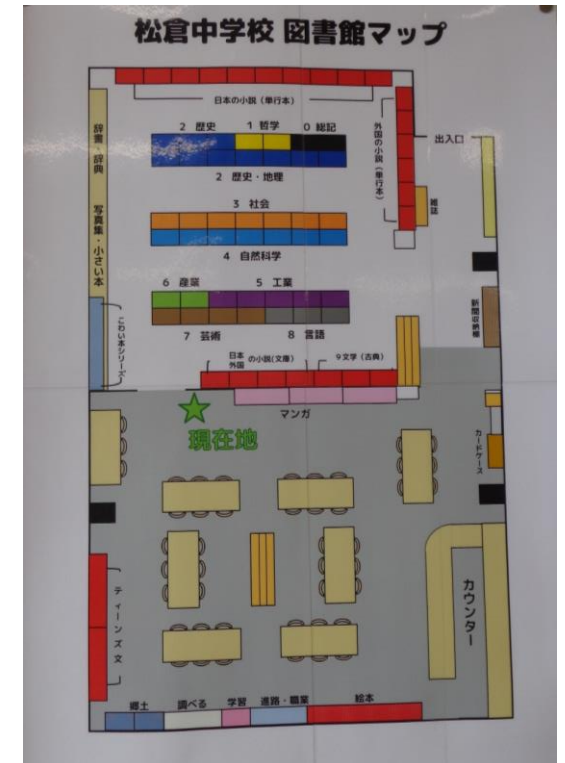 松倉中学校 図書館マップ
日本の小説（単行本）
2 歴史
1 哲学
0 総記
外国の小説（単行本）
出入口
辞書・辞典
写真集・小さい本
2 歴史・地理
雑誌
3 社会
4 自然科学
6 産業
5 工業
新聞収納棚
こわい本シリーズ
7 芸術
8 言語
日本
外国
の小説(文庫)
9文学（古典）
マンガ
現在地
カードケース
ティーンズ文
カウンター
郷土
調べる
学習
進路・職業
絵本